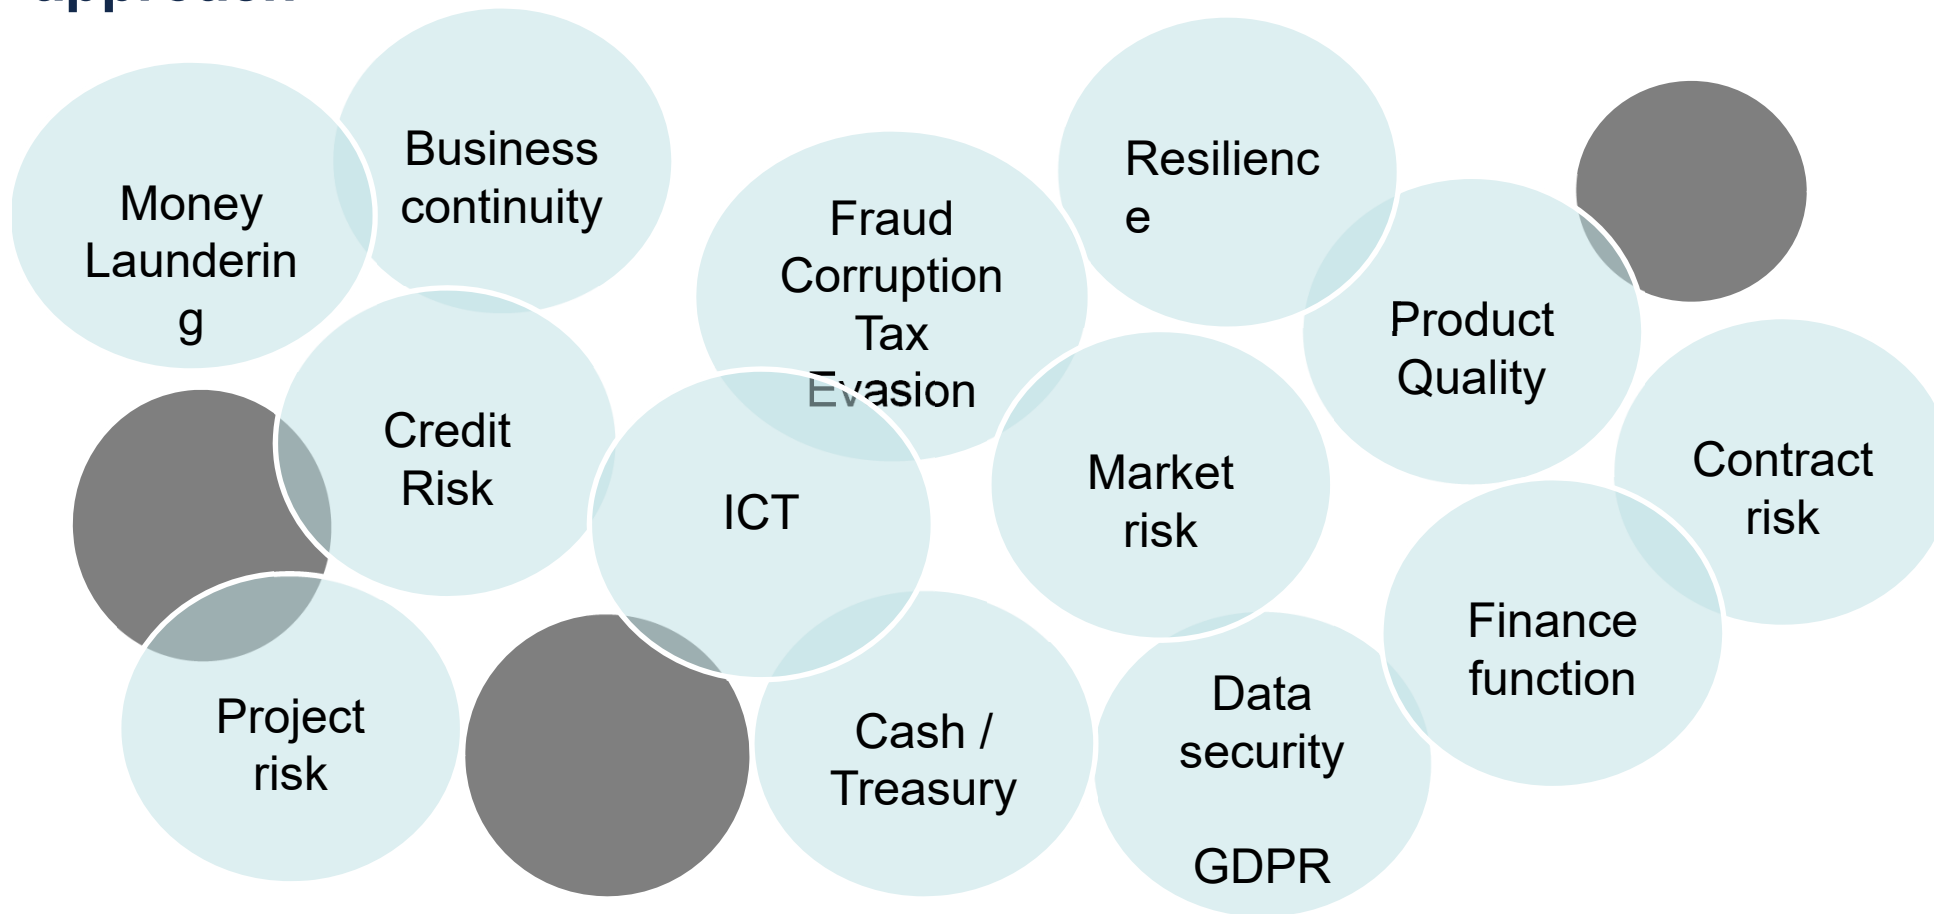 approach
Business
continuity
Money
Launderin
g
Resilienc
e
Fraud
Corruption
Tax
Evasion
Product
Quality
Credit
Risk
ICT
Market
risk
Contract
risk
Finance
function
Project
risk
Cash /
Treasury
Data
security
GDPR